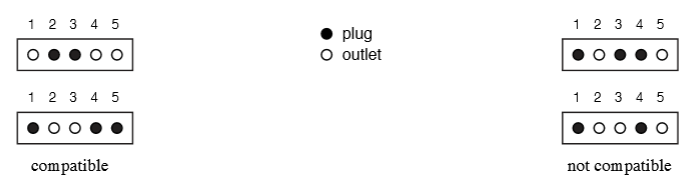 1 2 3 4 5
plug
outlet
1 2 3 4 5
1 2 3 4 5
1 2 3 4 5
compatible
not compatible